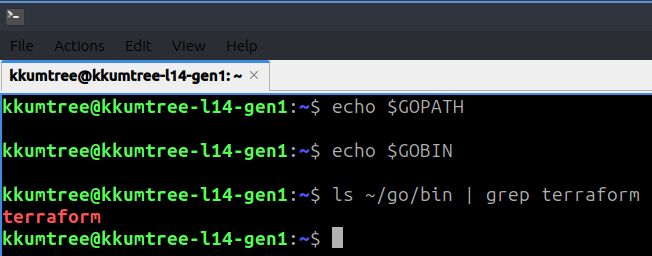 File Actions Edit View Help
kkumtree@kkumtree-l14-gen1: ~ ×
kkumtree@kkumtree-l14-gen1:~$ echo $GOPATH
kkumtree@kkumtree-l14-gen1:~$ echo $GOBIN
kkumtree@kkumtree-l14-gen1:~$ ls ~/go/bin | grep terraform
terraform
kkumtree@kkumtree-l14-gen1:~$